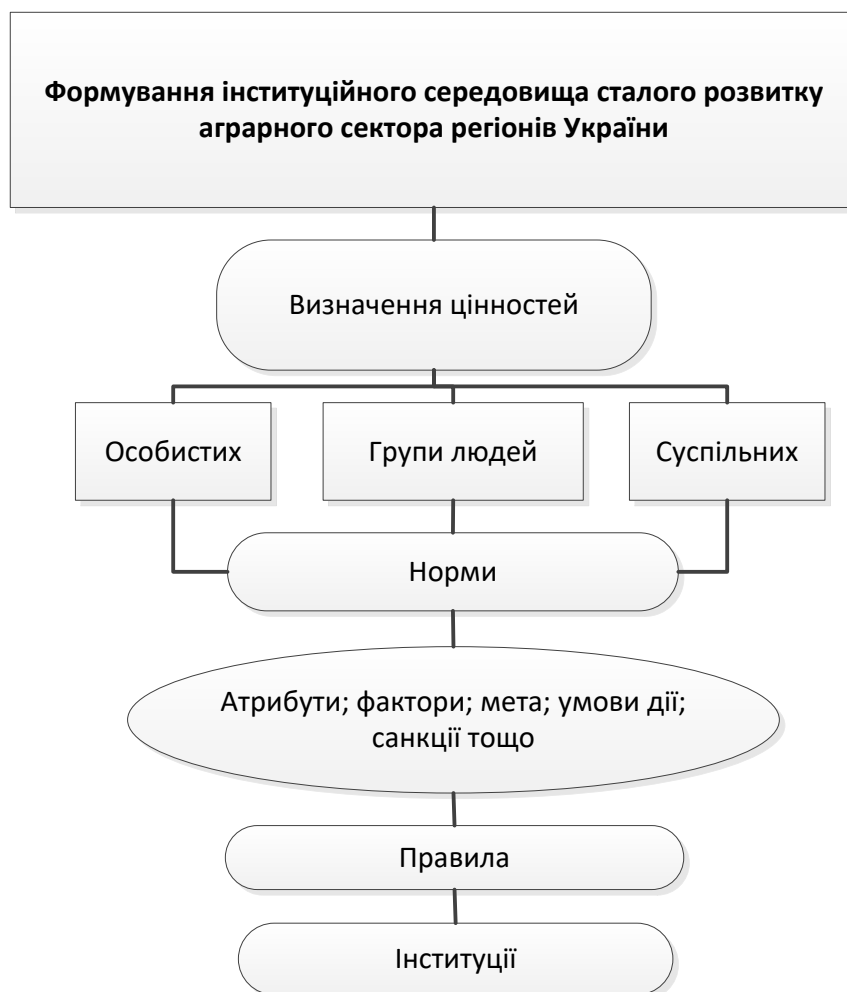 Формування інституційного середовища сталого розвитку
аграрного сектора регіонів України
Визначення цінностей
Особистих
Групи людей
Суспільних
Норми
Атрибути; фактори; мета; умови дії;
санкції тощо
Правила
Інституції